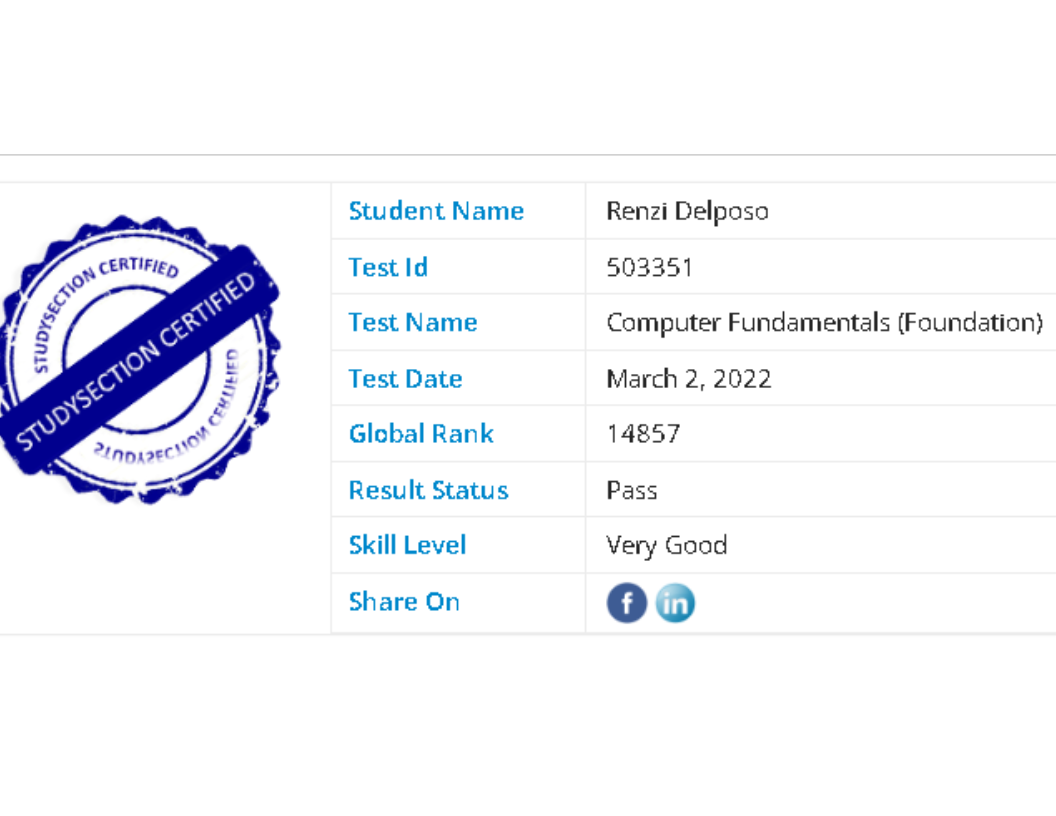 STUDYSECTION CERTIFIED
STUDYSECTION CERTIFIED
STUDYSECTION CERTIFIED
Student Name Renzi Delposo
Test Id 503351
Test Name Computer Fundamentals (Foundation)
Test Date March 2, 2022
Global Rank 14857
Result Status Pass
Skill Level Very Good
Share On f in